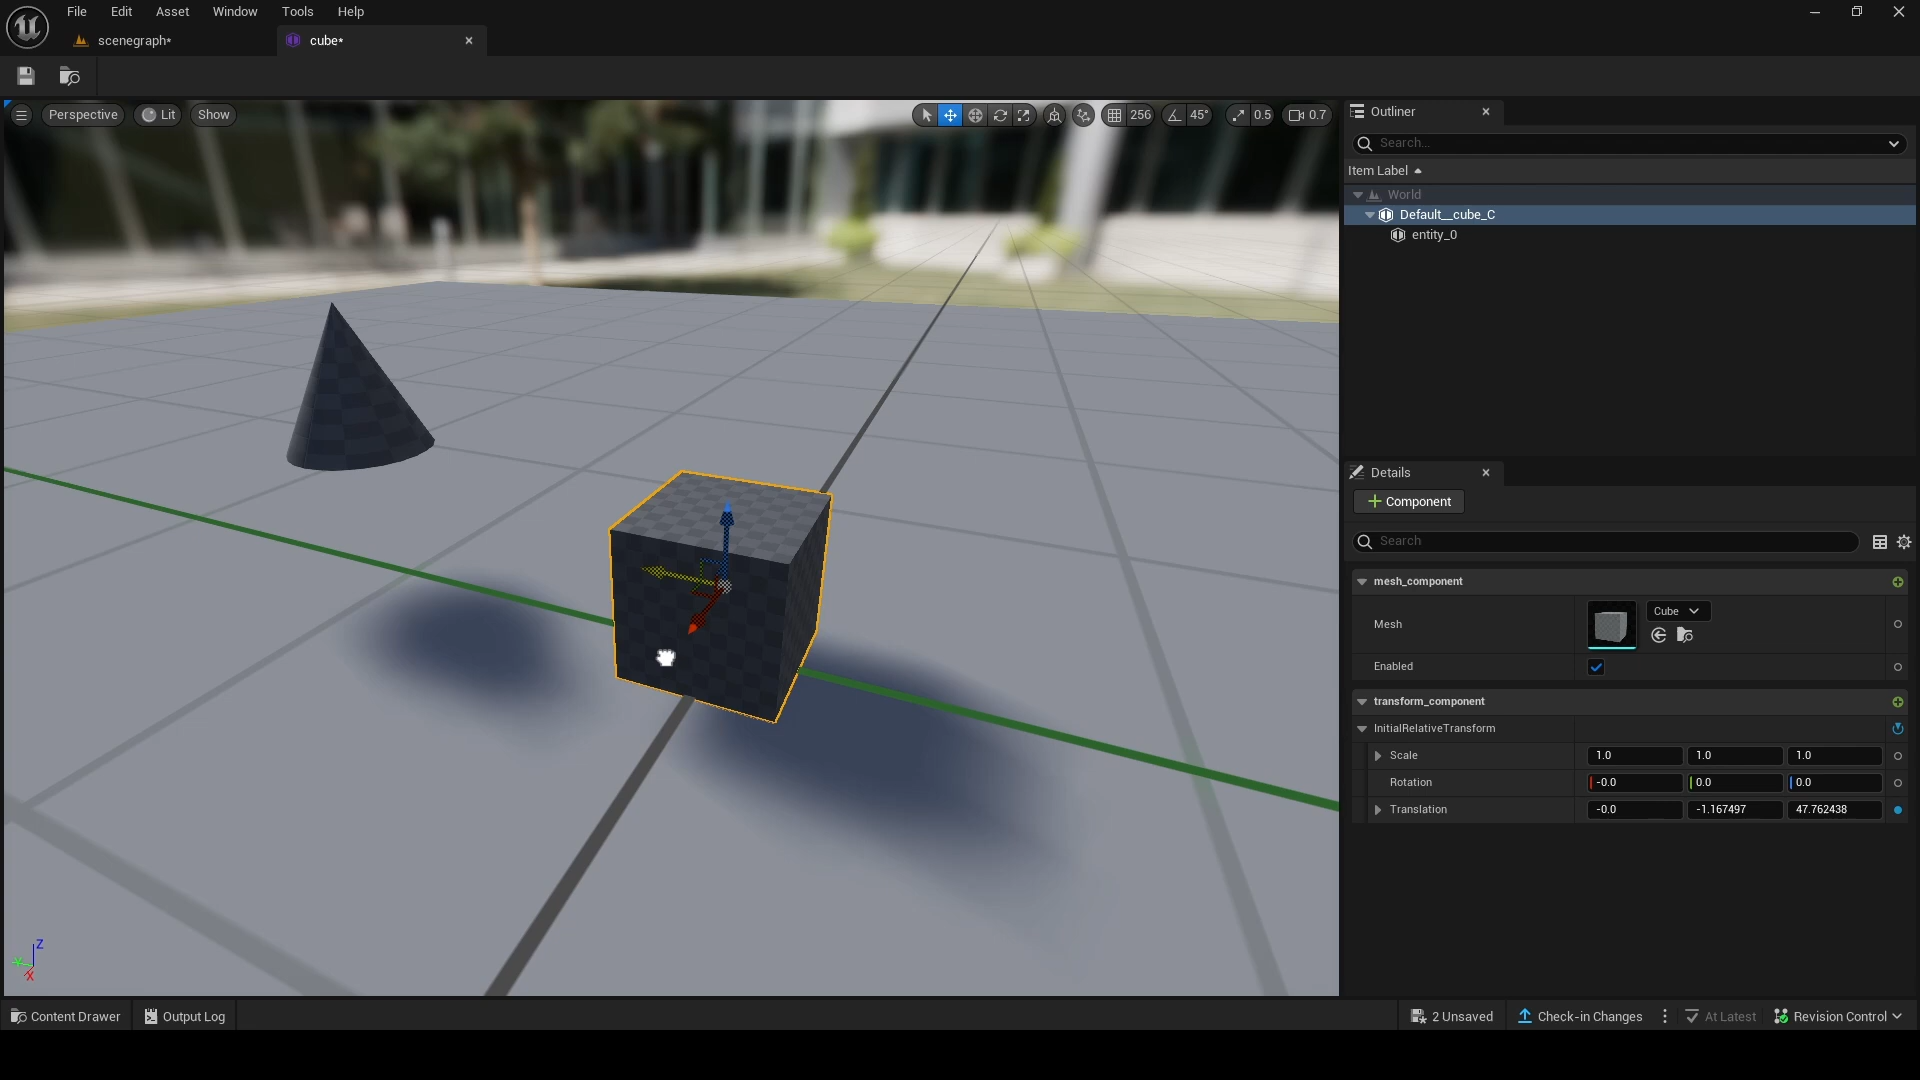 File Edit Asset Window Tools Help
scenegraph*
cube*
Perspective Lit Show
256 45° 0.5 0.7
Z
Y
X
Outliner
Search...
Item Label
World
Default__cube_C
entity_0
Details
+ Component
Search
mesh_component
Mesh Cube
Enabled
transform_component
InitialRelativeTransform
Scale 1.0 1.0 1.0
Rotation -0.0 0.0 0.0
Translation -0.0 -1.167497 47.762438
Content Drawer Output Log 2 Unsaved Check-in Changes At Latest Revision Control